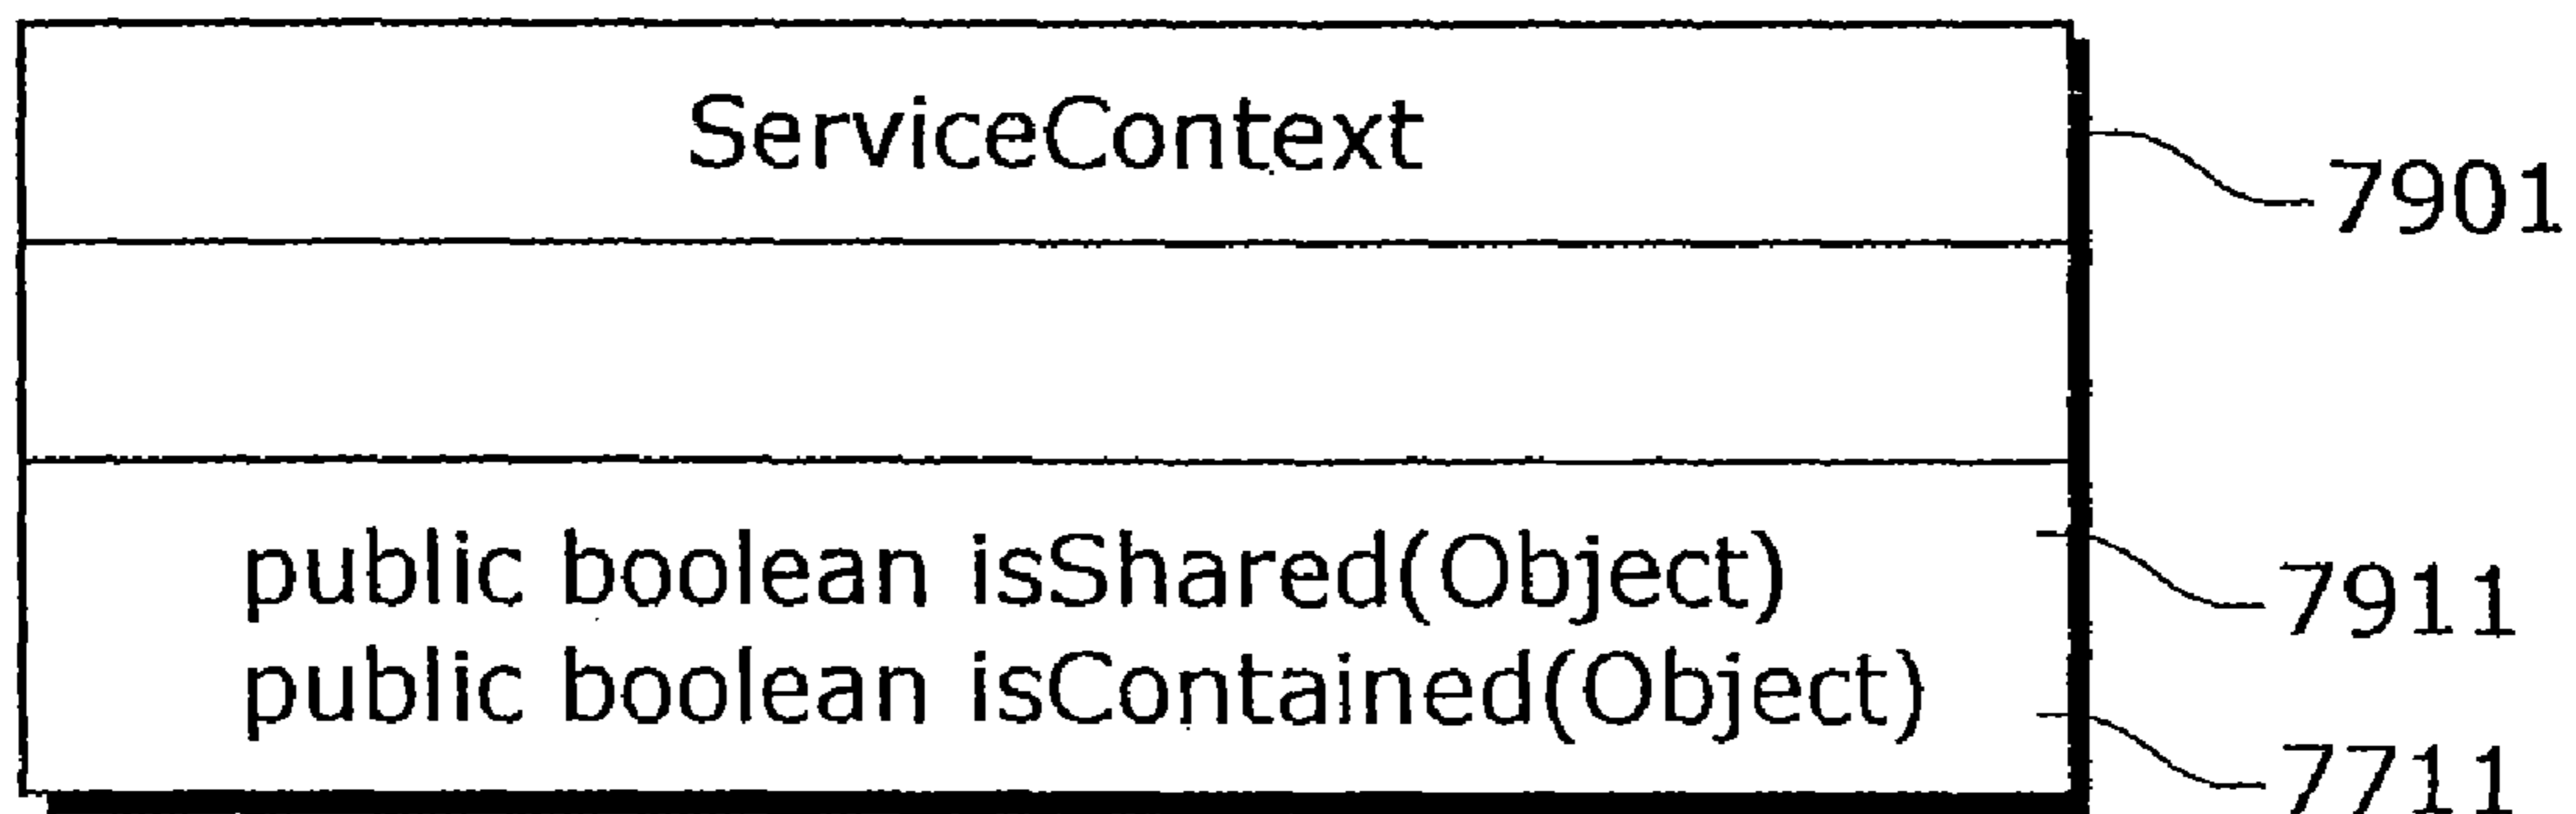 ServiceContext
7901
public boolean isShared(Object)
7911
public boolean isContained(Object)
7711